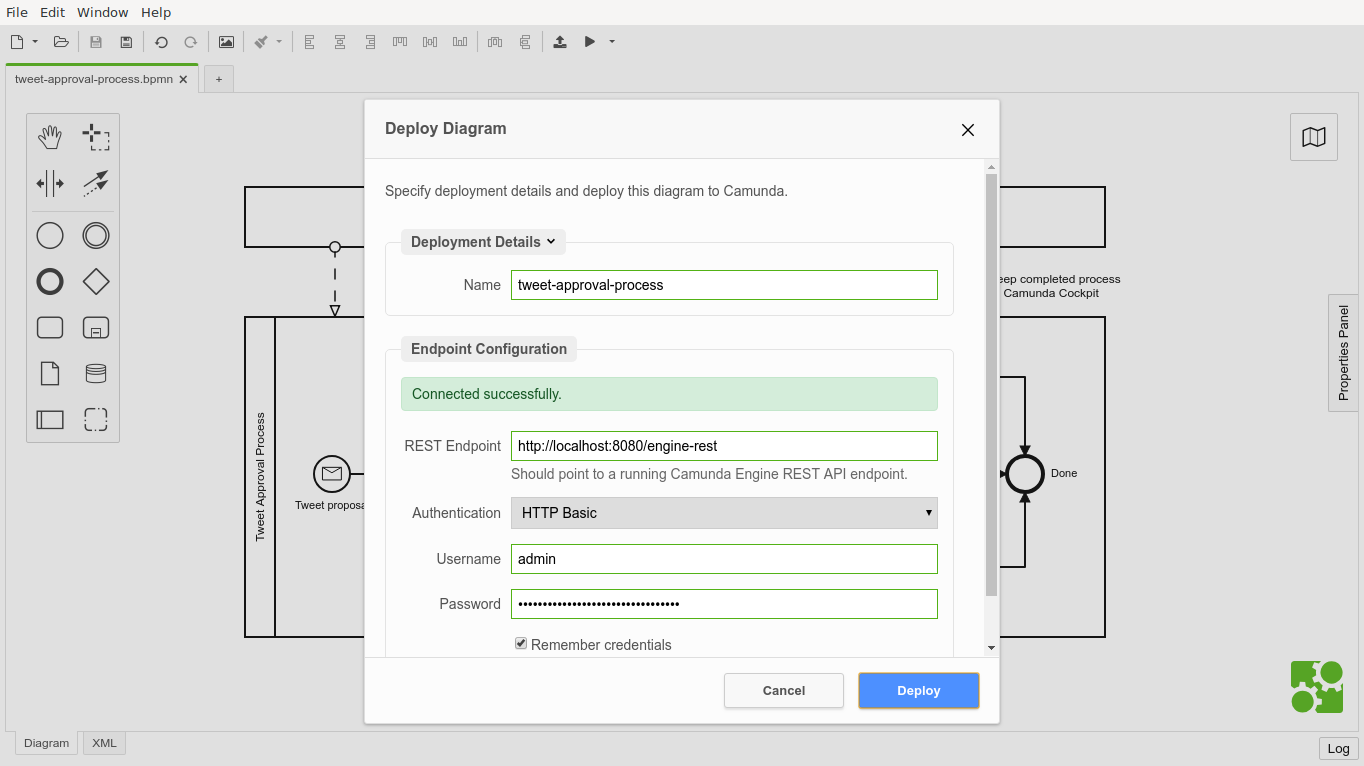 File Edit Window Help
tweet-approval-process.bpmn
+
Deploy Diagram
Specify deployment details and deploy this diagram to Camunda.
Deployment Details
Name tweet-approval-process
Endpoint Configuration
Connected successfully.
REST Endpoint http://localhost:8080/engine-rest
Should point to a running Camunda Engine REST API endpoint.
Authentication HTTP Basic
Username admin
Password ••••••••••••••••••••••••••••••••
Remember credentials
Cancel Deploy
eep completed process
Camunda Cockpit
Properties Panel
Tweet Approval Process
Tweet proposa
Done
Diagram XML
Log